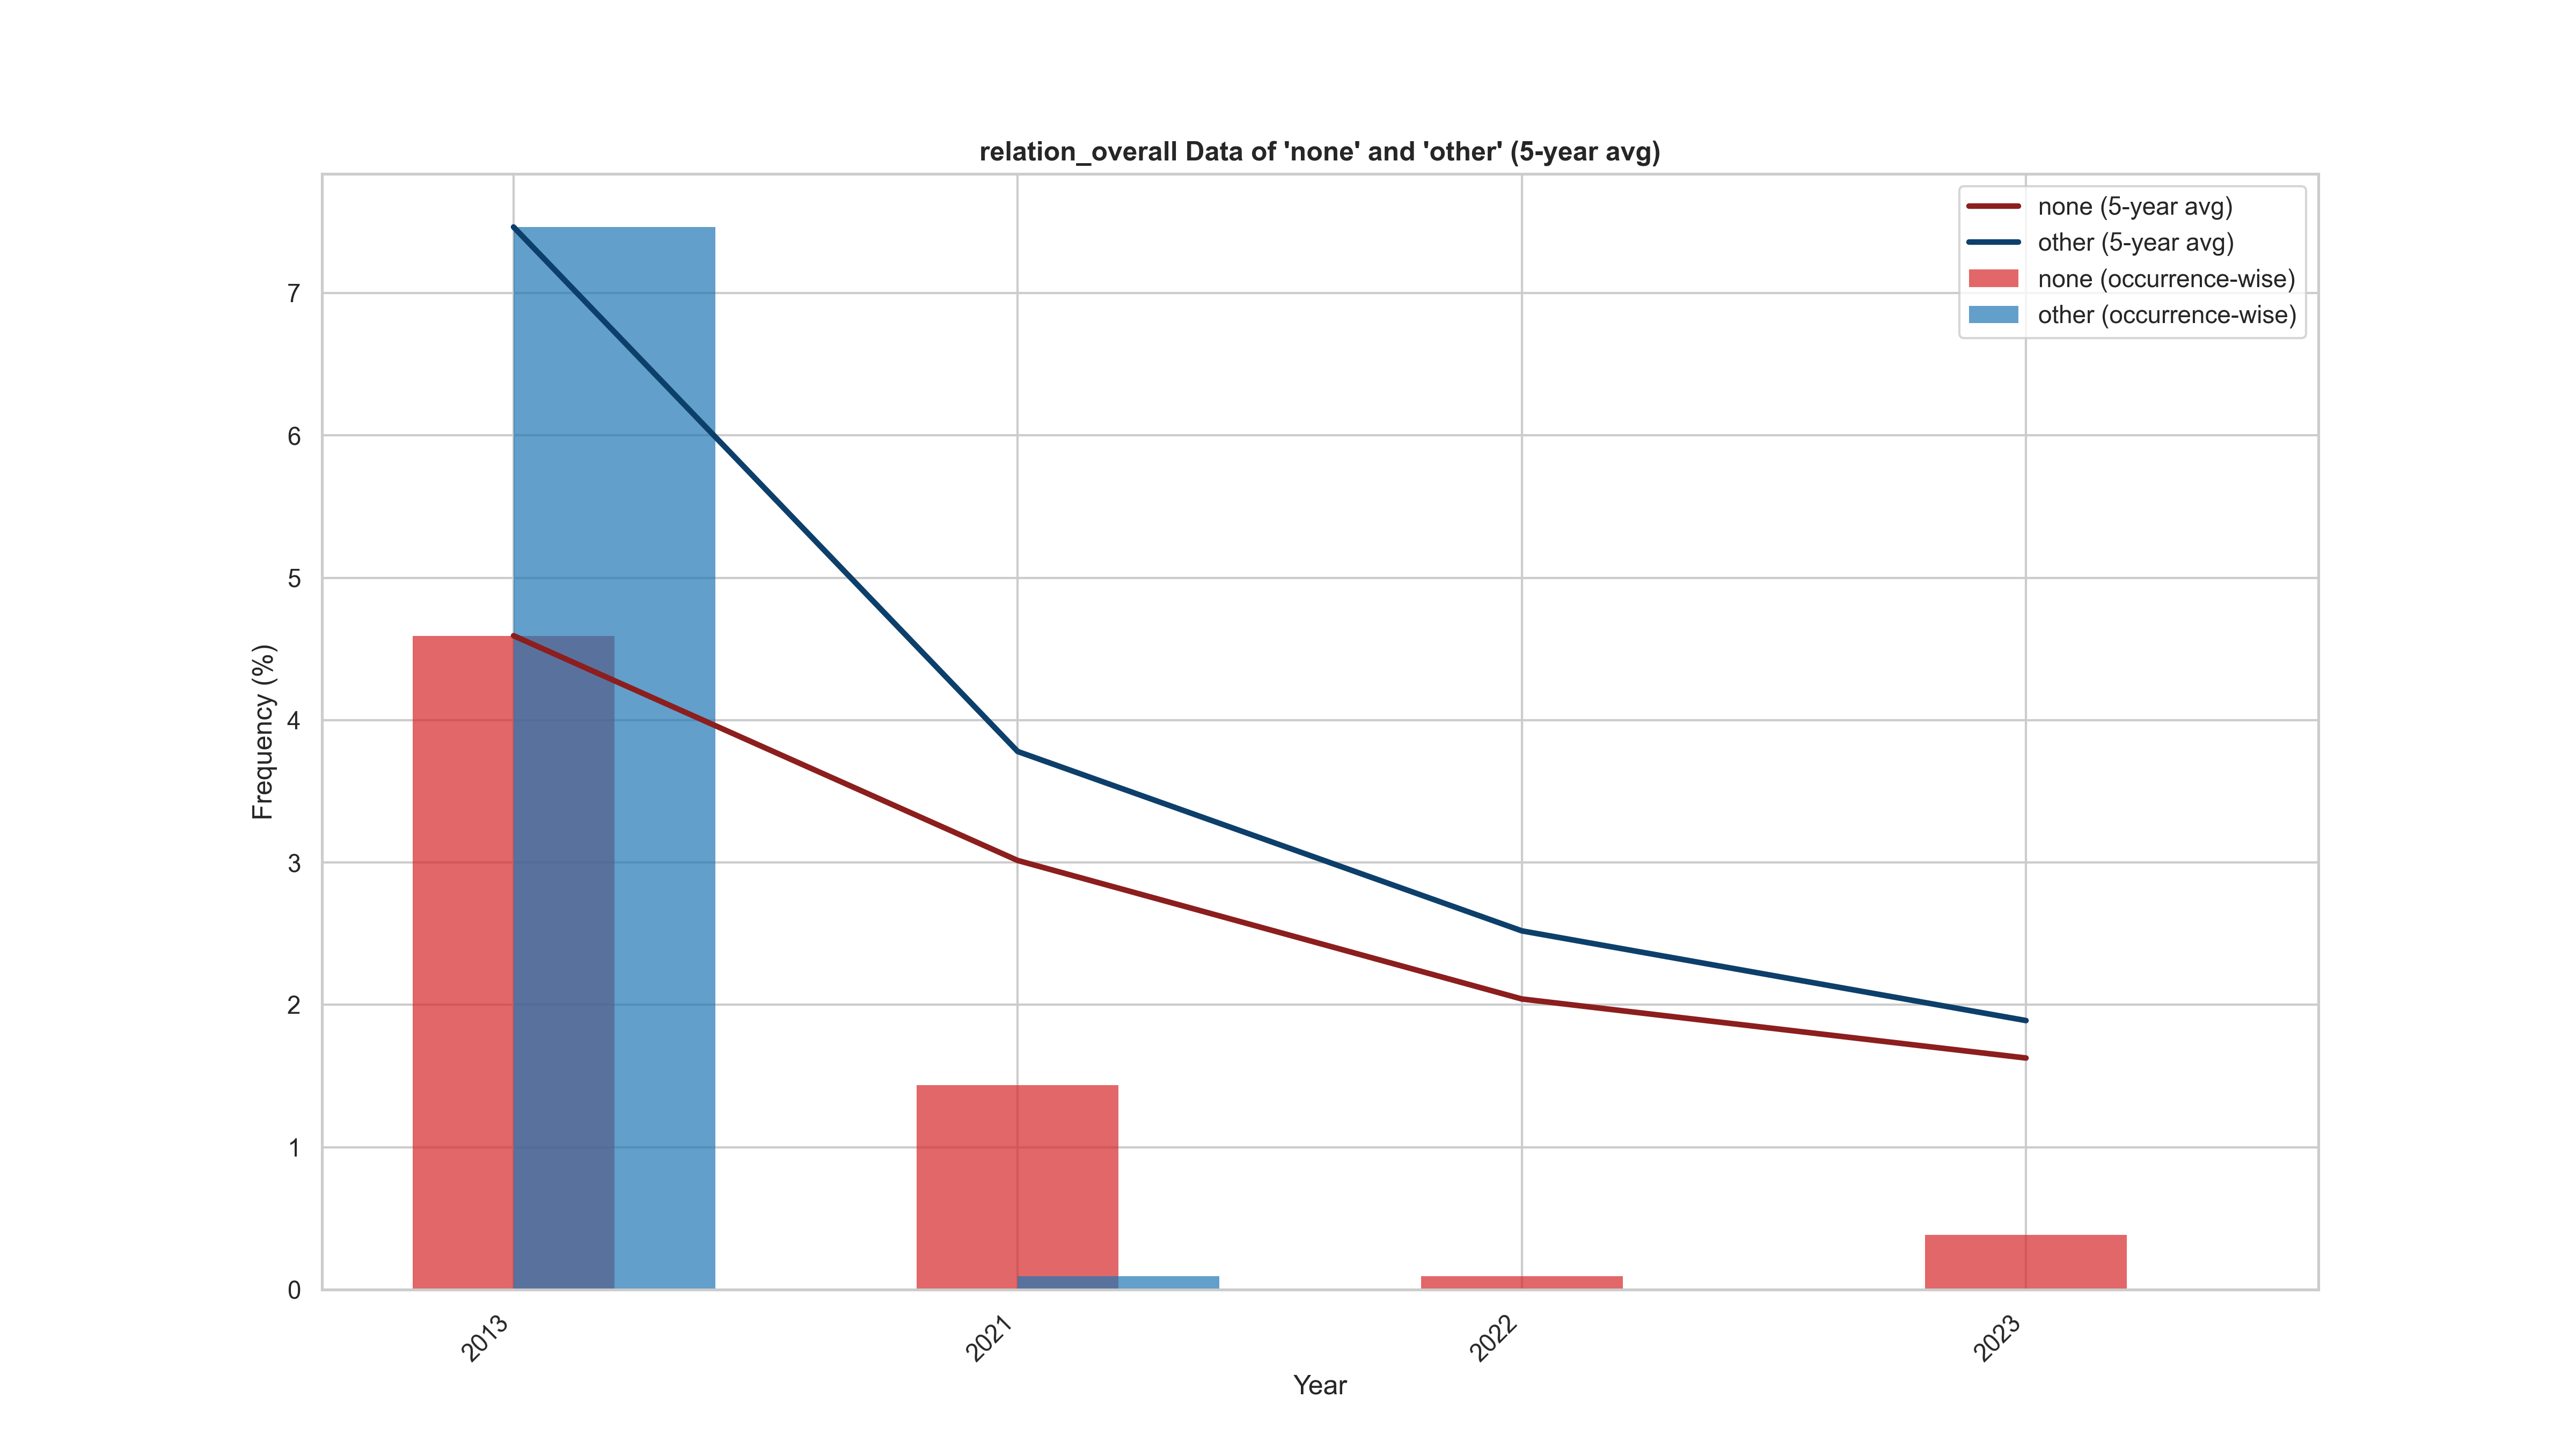 relation_overall Data of 'none' and 'other' (5-year avg)
none (5-year avg)
other (5-year avg)
none (occurrence-wise)
other (occurrence-wise)
Frequency (%)
7
6
5
4
3
2
1
0
2013
2021
2022
2023
Year